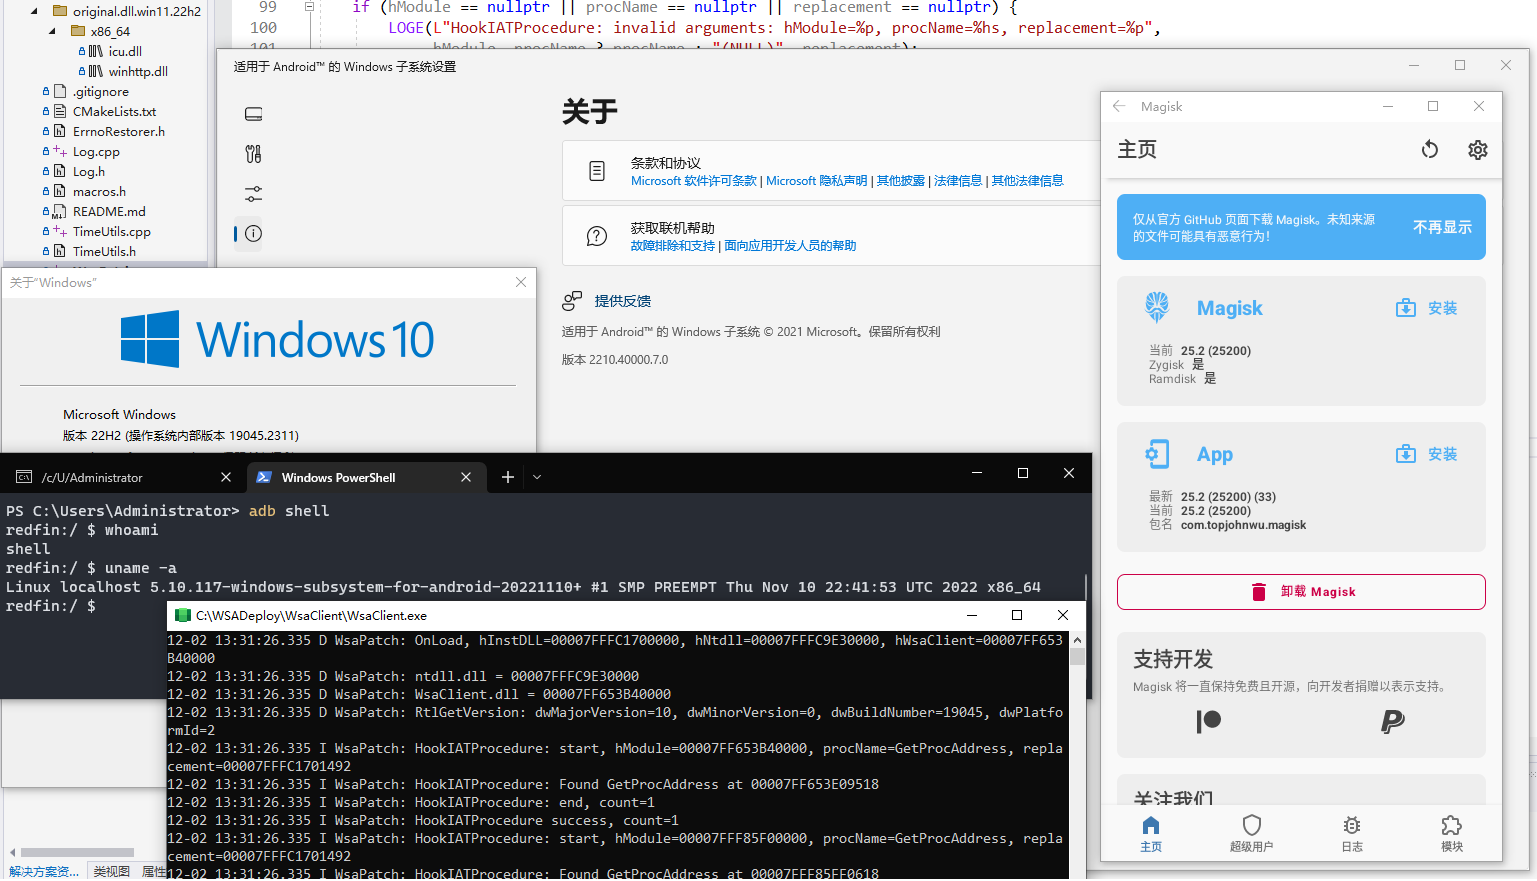 original.dll.win11.22h2
x86_64
icu.dll
winhttp.dll
.gitignore
CMakeLists.txt
ErrnoRestorer.h
Log.cpp
Log.h
macros.h
README.md
TimeUtils.cpp
TimeUtils.h
99 if (hModule == nullptr || procName == nullptr || replacement == nullptr) {
100 LOGE(L"HookIATProcedure: invalid arguments: hModule=%p, procName=%hs, replacement=%p",
101 hModule, procName ? procName : "(NULL)", replacement);
适用于 Android™ 的 Windows 子系统设置
关于
条款和协议
Microsoft 软件许可条款 | Microsoft 隐私声明 | 其他披露 | 法律信息 | 其他法律信息
获取联机帮助
故障排除和支持 | 面向应用开发人员的帮助
提供反馈
适用于 Android™ 的 Windows 子系统 © 2021 Microsoft。保留所有权利
版本 2210.40000.7.0
关于"Windows"
Windows 10
Microsoft Windows
版本 22H2 (操作系统内部版本 19045.2311)
/c/U/Administrator
Windows PowerShell
PS C:\Users\Administrator> adb shell
redfin:/ $ whoami
shell
redfin:/ $ uname -a
Linux localhost 5.10.117-windows-subsystem-for-android-20221110+ #1 SMP PREEMPT Thu Nov 10 22:41:53 UTC 2022 x86_64
redfin:/ $
C:\WSADeploy\WsaClient\WsaClient.exe
12-02 13:31:26.335 D WsaPatch: OnLoad, hInstDLL=00007FFFC1700000, hNtdll=00007FFFC9E30000, hWsaClient=00007FF653
B40000
12-02 13:31:26.335 D WsaPatch: ntdll.dll = 00007FFFC9E30000
12-02 13:31:26.335 D WsaPatch: WsaClient.dll = 00007FF653B40000
12-02 13:31:26.335 D WsaPatch: RtlGetVersion: dwMajorVersion=10, dwMinorVersion=0, dwBuildNumber=19045, dwPlatfo
rmId=2
12-02 13:31:26.335 I WsaPatch: HookIATProcedure: start, hModule=00007FF653B40000, procName=GetProcAddress, repla
cement=00007FFFC1701492
12-02 13:31:26.335 I WsaPatch: HookIATProcedure: Found GetProcAddress at 00007FF653E09518
12-02 13:31:26.335 I WsaPatch: HookIATProcedure: end, count=1
12-02 13:31:26.335 I WsaPatch: HookIATProcedure success, count=1
12-02 13:31:26.335 I WsaPatch: HookIATProcedure: start, hModule=00007FFF85F00000, procName=GetProcAddress, repla
cement=00007FFFC1701492
12-02 13:31:26.335 I WsaPatch: HookIATProcedure: Found GetProcAddress at 00007FFF85FF0618
解决方案资... 类视图 属性
Magisk
主页
仅从官方 GitHub 页面下载 Magisk。未知来源
的文件可能具有恶意行为！
不再显示
Magisk
安装
当前 25.2 (25200)
Zygisk 是
Ramdisk 是
App
安装
最新 25.2 (25200) (33)
当前 25.2 (25200)
包名 com.topjohnwu.magisk
卸载 Magisk
支持开发
Magisk 将一直保持免费且开源，向开发者捐赠以表示支持。
关注我们
主页
超级用户
日志
模块